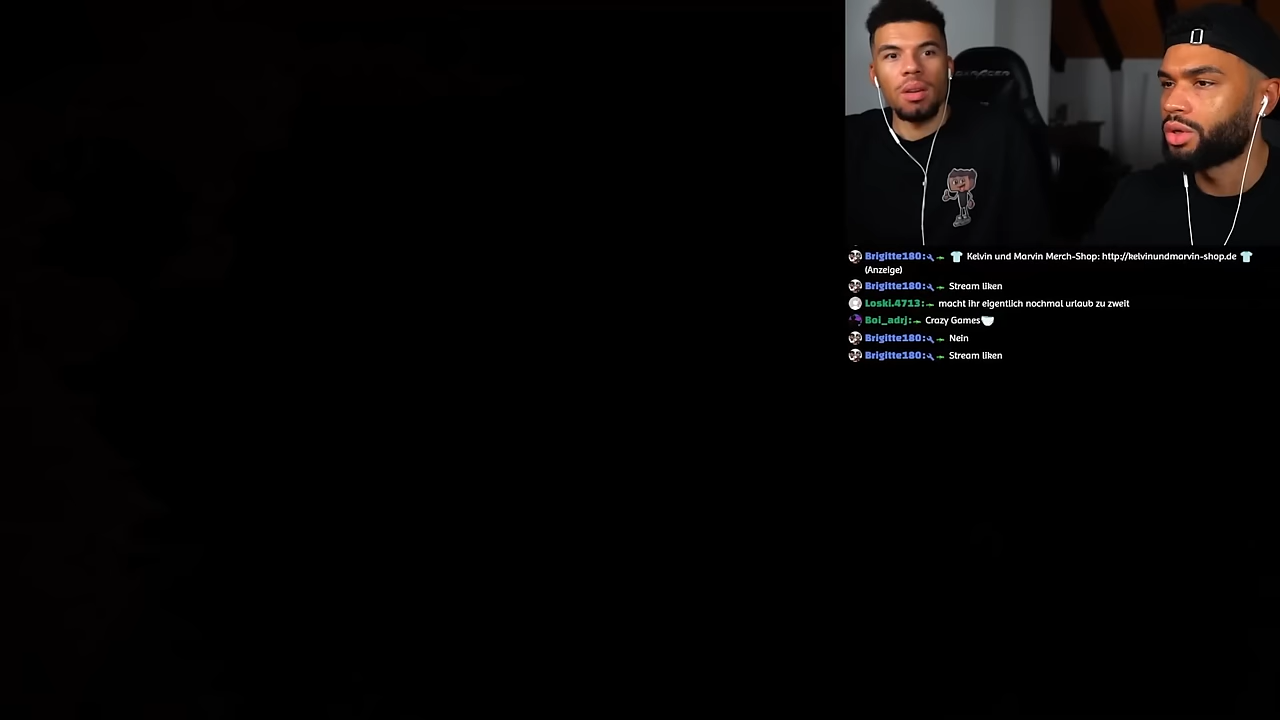 Brigitte180: Kelvin und Marvin Merch-Shop: http://kelvinundmarvin-shop.de
(Anzeige)
Brigitte180: Stream liken
Loski.4713: macht ihr eigentlich nochmal urlaub zu zweit
Boi_adrj: Crazy Games
Brigitte180: Nein
Brigitte180: Stream liken